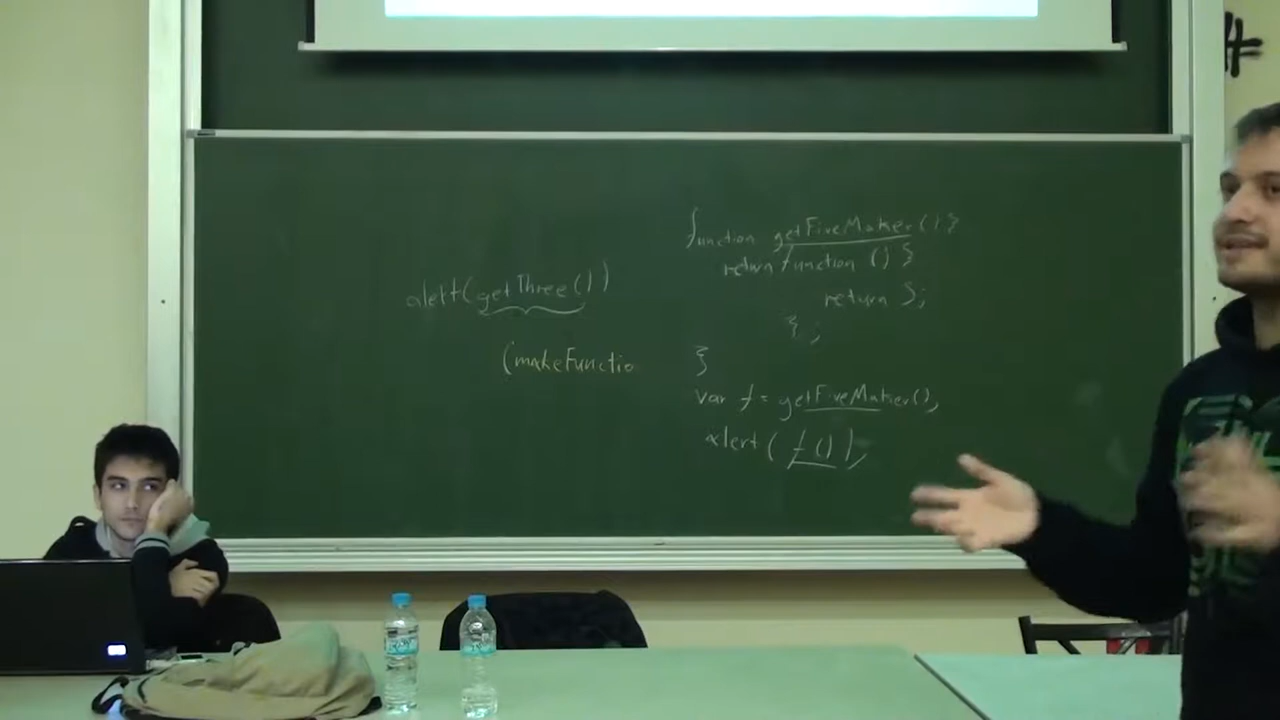 alert(getThree())
(makeFunctio
function getFiveMaker(){
return function () {
return 5;
};
}
var f = getFiveMaker();
alert( f() );